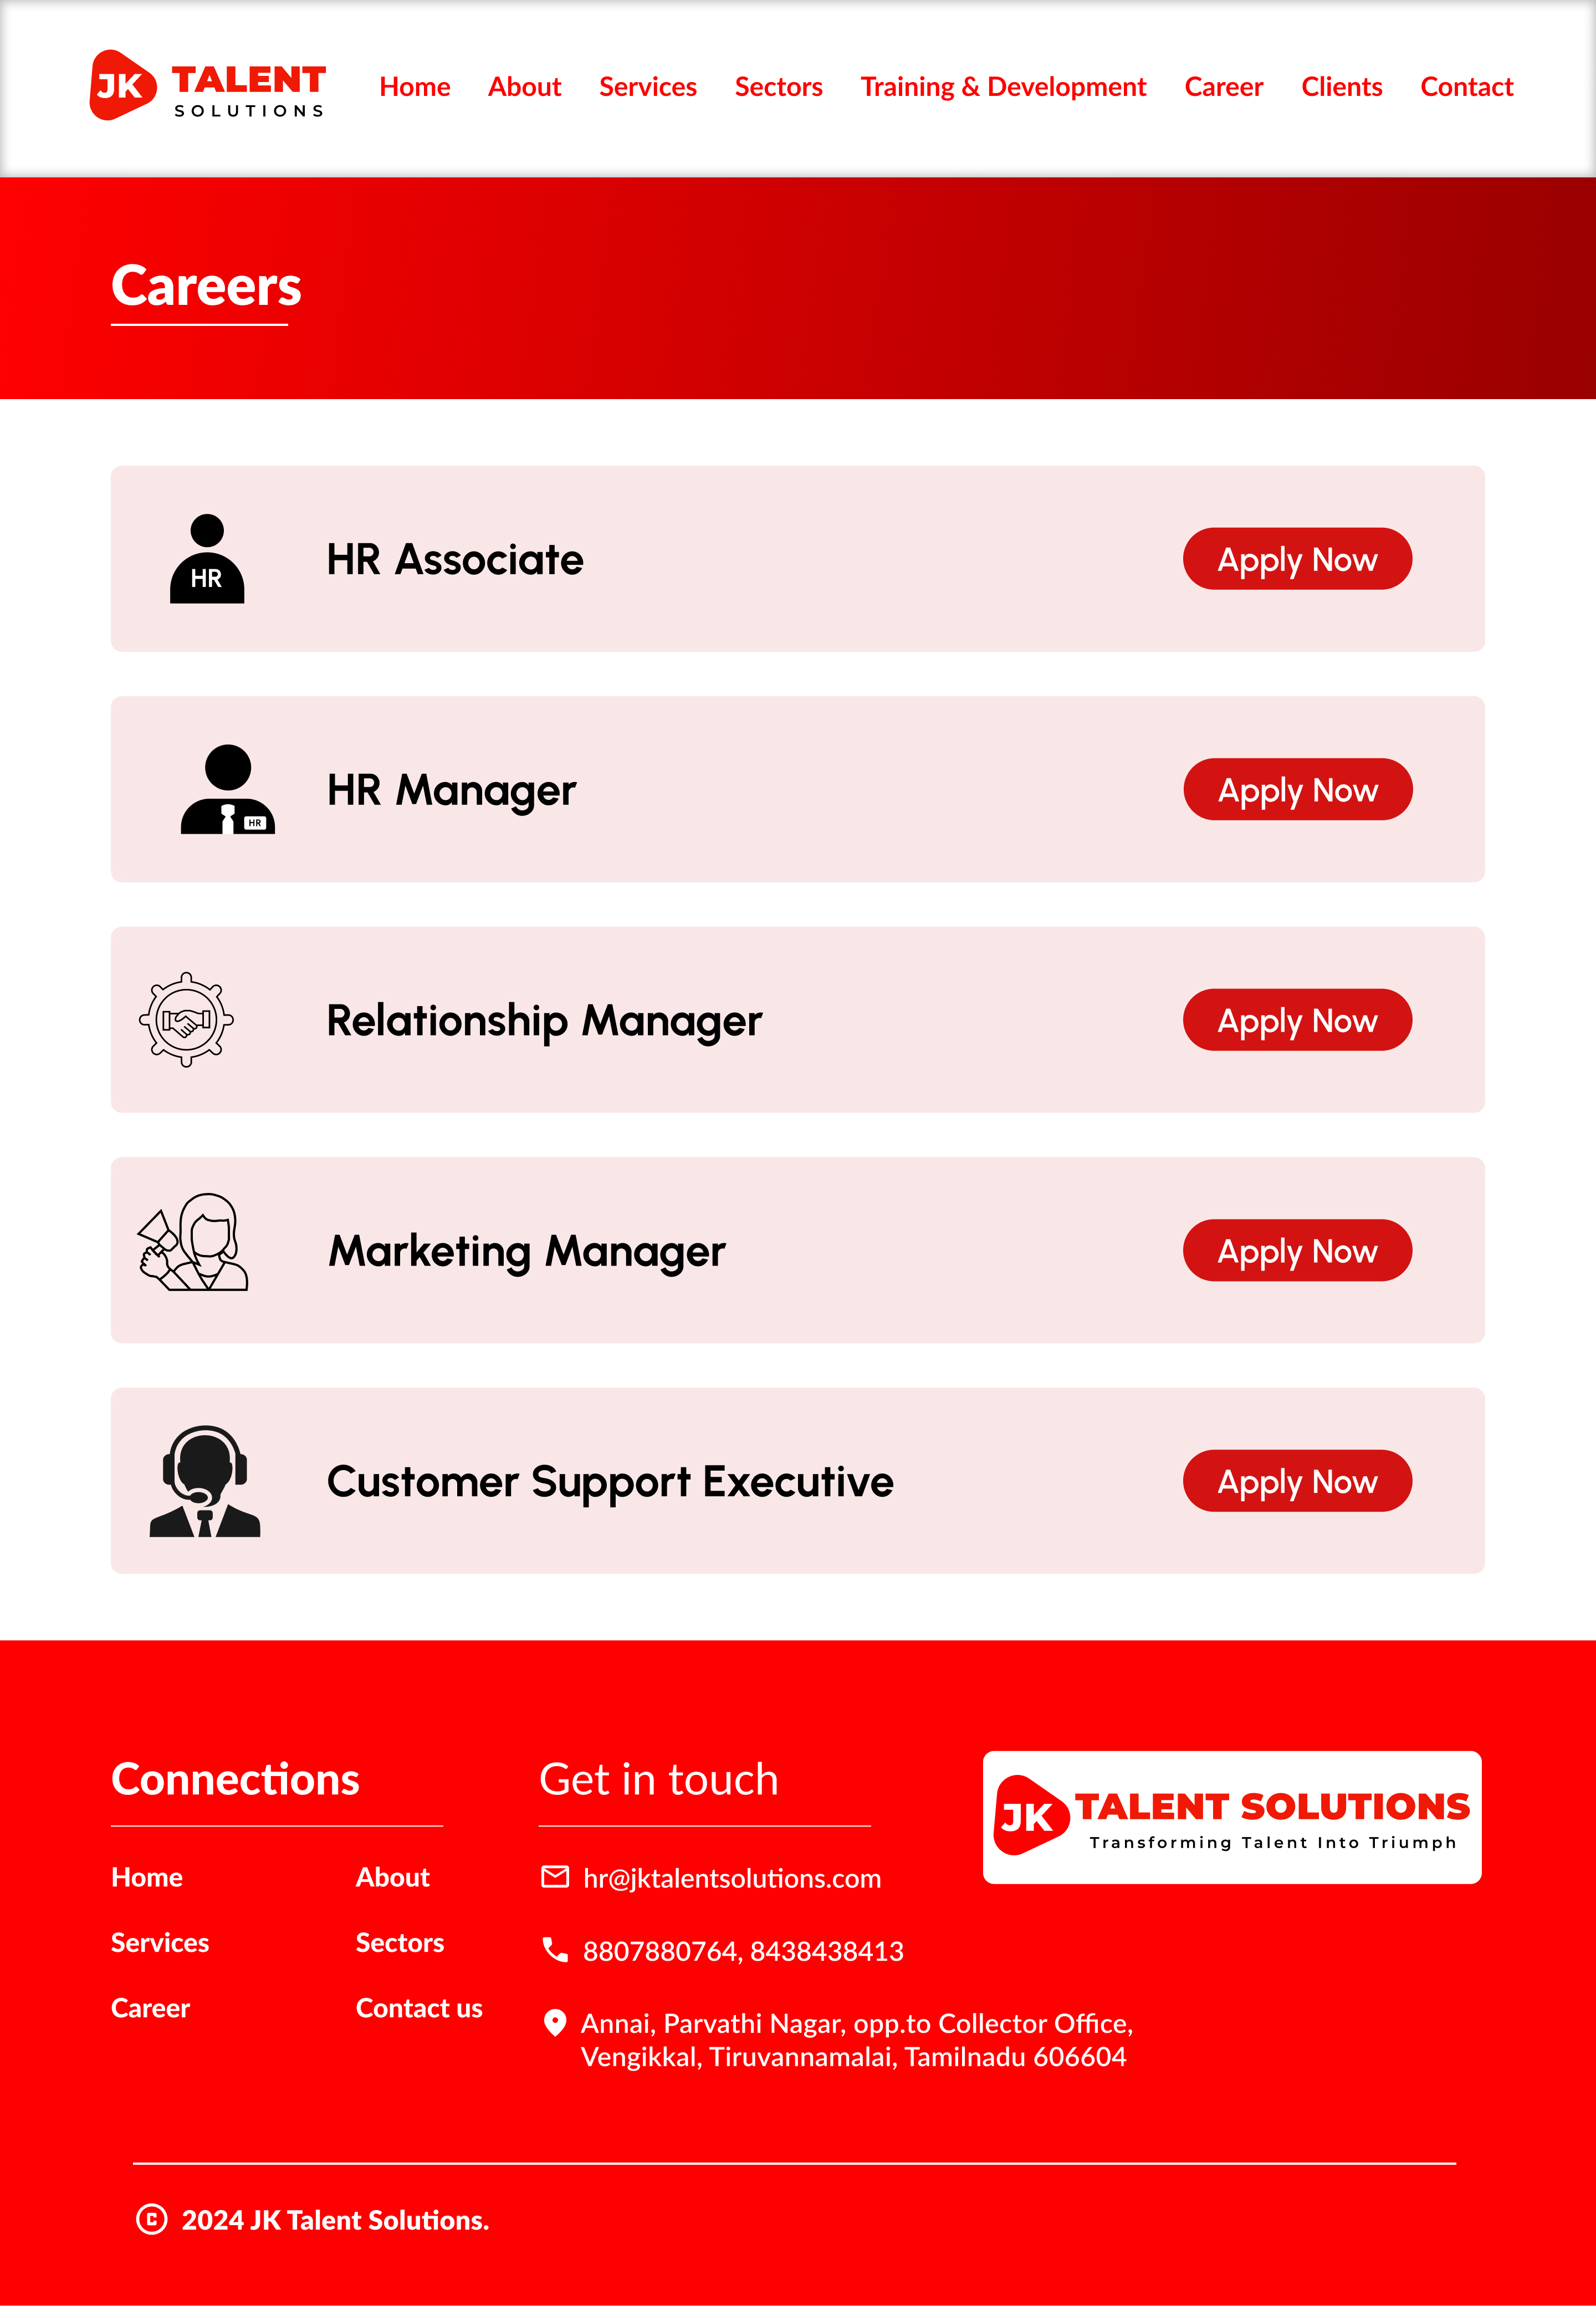 JK TALENT
SOLUTIONS
Home About Services Sectors Training & Development Career Clients Contact
Careers
HR
HR Associate
Apply Now
HR
HR Manager
Apply Now
Relationship Manager
Apply Now
Marketing Manager
Apply Now
Customer Support Executive
Apply Now
Connections
Home
About
Services
Sectors
Career
Contact us
Get in touch
hr@jktalentsolutions.com
8807880764, 8438438413
Annai, Parvathi Nagar, opp.to Collector Office,
Vengikkal, Tiruvannamalai, Tamilnadu 606604
JK TALENT SOLUTIONS
Transforming Talent Into Triumph
© 2024 JK Talent Solutions.